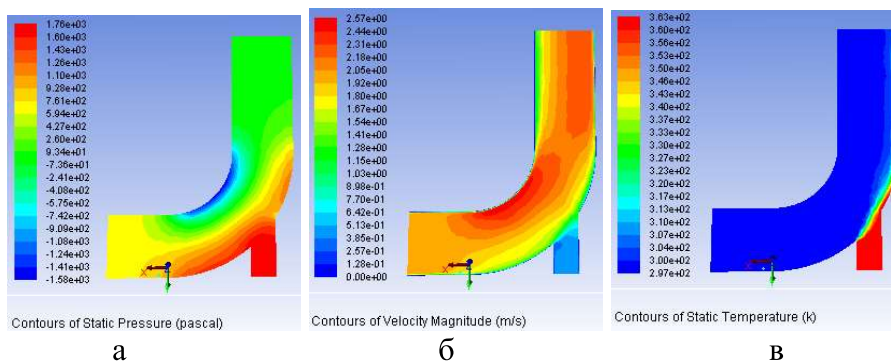 1.76e+03
1.60e+03
1.43e+03
1.26e+03
1.10e+03
9.28e+02
7.61e+02
5.94e+02
4.27e+02
2.60e+02
9.34e+01
-7.36e+01
-2.41e+02
-4.08e+02
-5.75e+02
-7.42e+02
-9.09e+02
-1.08e+03
-1.24e+03
-1.41e+03
-1.58e+03
X
Contours of Static Pressure (pascal)
а
2.57e+00
2.44e+00
2.31e+00
2.18e+00
2.05e+00
1.92e+00
1.80e+00
1.67e+00
1.54e+00
1.41e+00
1.28e+00
1.16e+00
1.03e+00
8.98e-01
7.70e-01
6.42e-01
5.13e-01
3.85e-01
2.57e-01
1.28e-01
0.00e+00
X
Contours of Velocity Magnitude (m/s)
б
3.63e+02
3.60e+02
3.56e+02
3.53e+02
3.50e+02
3.46e+02
3.43e+02
3.40e+02
3.37e+02
3.33e+02
3.30e+02
3.27e+02
3.23e+02
3.20e+02
3.17e+02
3.13e+02
3.10e+02
3.07e+02
3.04e+02
3.00e+02
2.97e+02
X
Contours of Static Temperature (k)
в